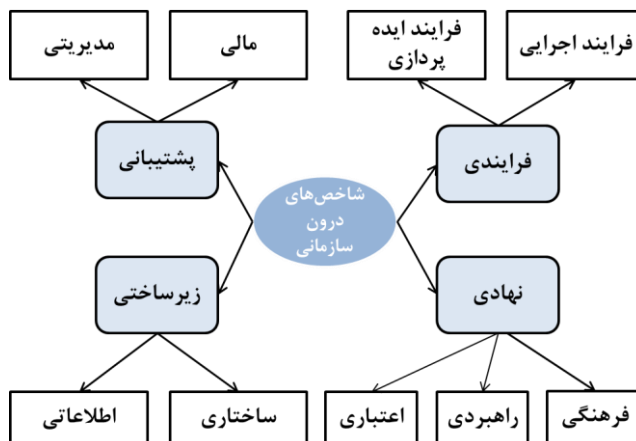 فرایند اجرایی
فرایند ایده
پردازی
مالی
مدیریتی
فرایندی
پشتیبانی
شاخص‌های
درون
سازمانی
نهادی
زیرساختی
فرهنگی
راهبردی
اعتباری
ساختاری
اطلاعاتی